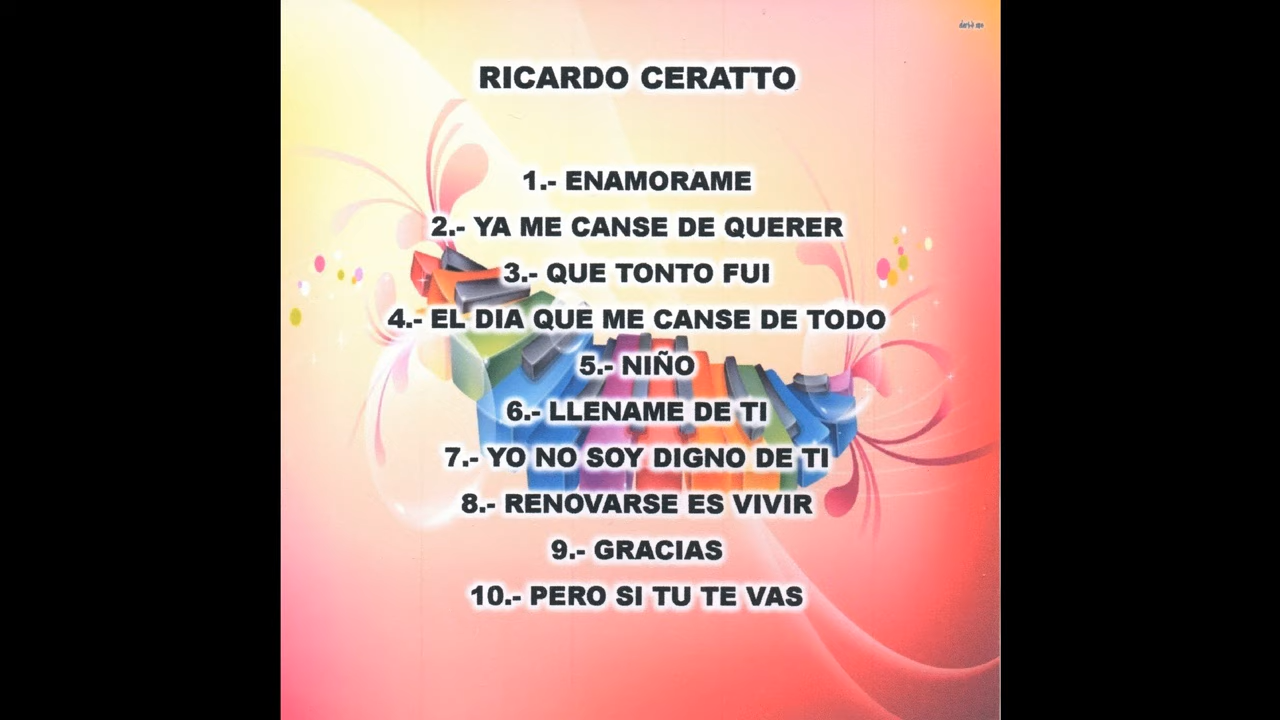 RICARDO CERATTO
1.- ENAMORAME
2.- YA ME CANSE DE QUERER
3.- QUE TONTO FUI
4.- EL DIA QUE ME CANSE DE TODO
5.- NIÑO
6.- LLENAME DE TI
7.- YO NO SOY DIGNO DE TI
8.- RENOVARSE ES VIVIR
9.- GRACIAS
10.- PERO SI TU TE VAS